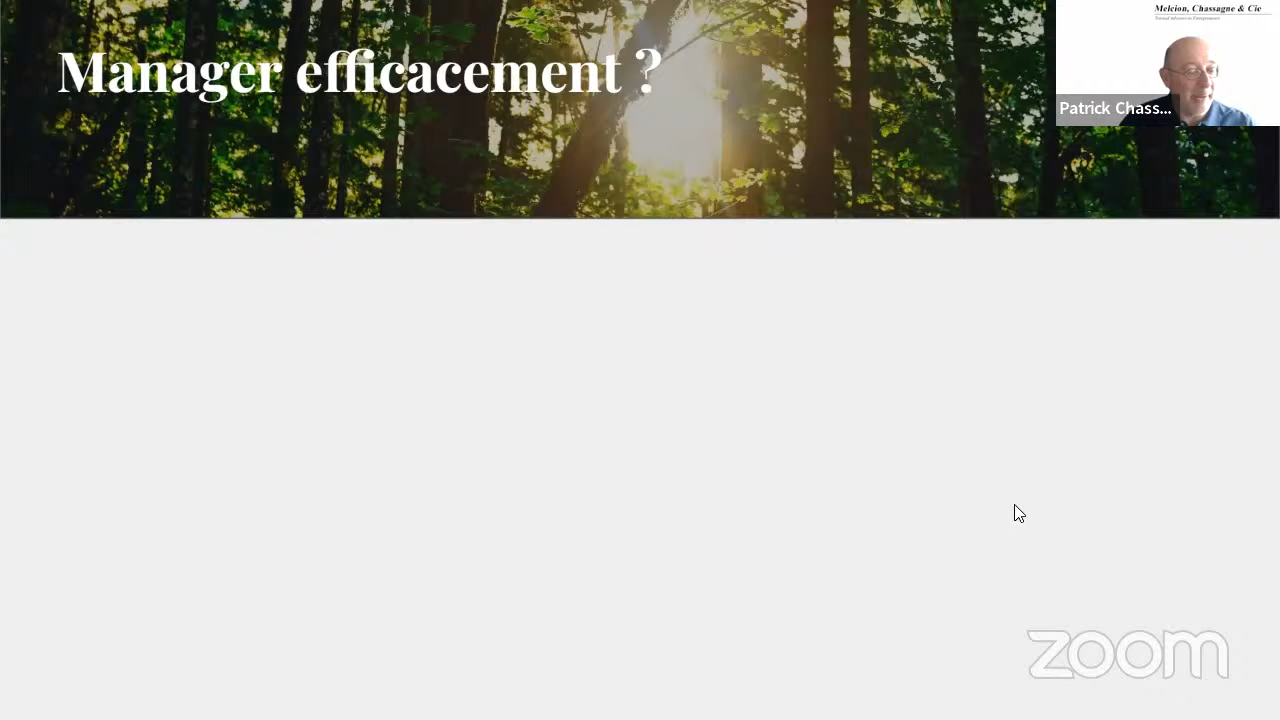 Manager efficacement ?
Melcion, Chassagne & Cie
Patrick Chass...
zoom